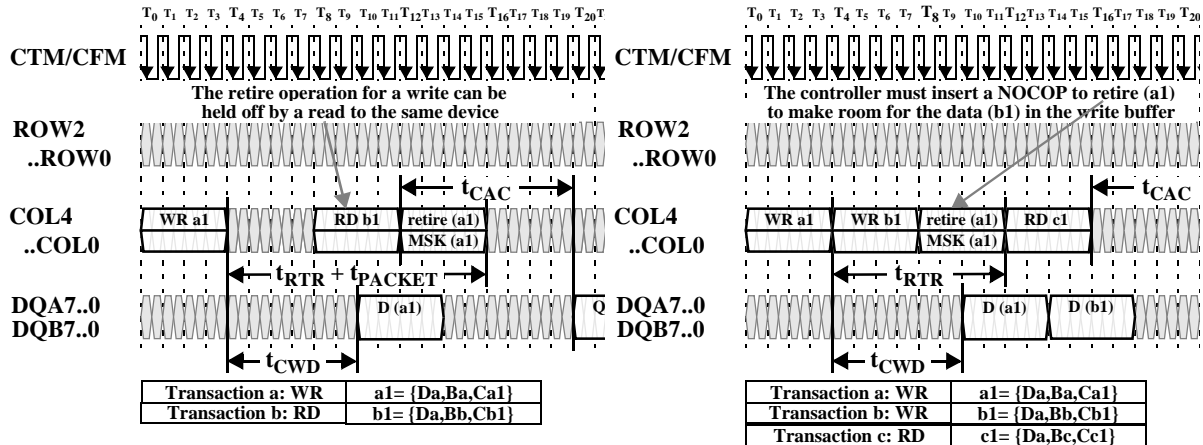 T0 T1 T2 T3 T4 T5 T6 T7 T8 T9 T10 T11 T12 T13 T14 T15 T16 T17 T18 T19 T20
CTM/CFM
The retire operation for a write can be
held off by a read to the same device
ROW2
..ROW0
tCAC
COL4
..COL0
WR a1
RD b1
retire (a1)
MSK (a1)
tRTR + tPACKET
DQA7..0
DQB7..0
D (a1)
Q
tCWD
Transaction a: WR a1= {Da,Ba,Ca1}
Transaction b: RD b1= {Da,Bb,Cb1}
T0 T1 T2 T3 T4 T5 T6 T7 T8 T9 T10 T11 T12 T13 T14 T15 T16 T17 T18 T19 T20
CTM/CFM
The controller must insert a NOCOP to retire (a1)
to make room for the data (b1) in the write buffer
ROW2
..ROW0
tCAC
COL4
..COL0
WR a1
WR b1
retire (a1)
MSK (a1)
RD c1
tRTR
DQA7..0
DQB7..0
D (a1)
D (b1)
tCWD
Transaction a: WR a1= {Da,Ba,Ca1}
Transaction b: WR b1= {Da,Bb,Cb1}
Transaction c: RD c1= {Da,Bc,Cc1}